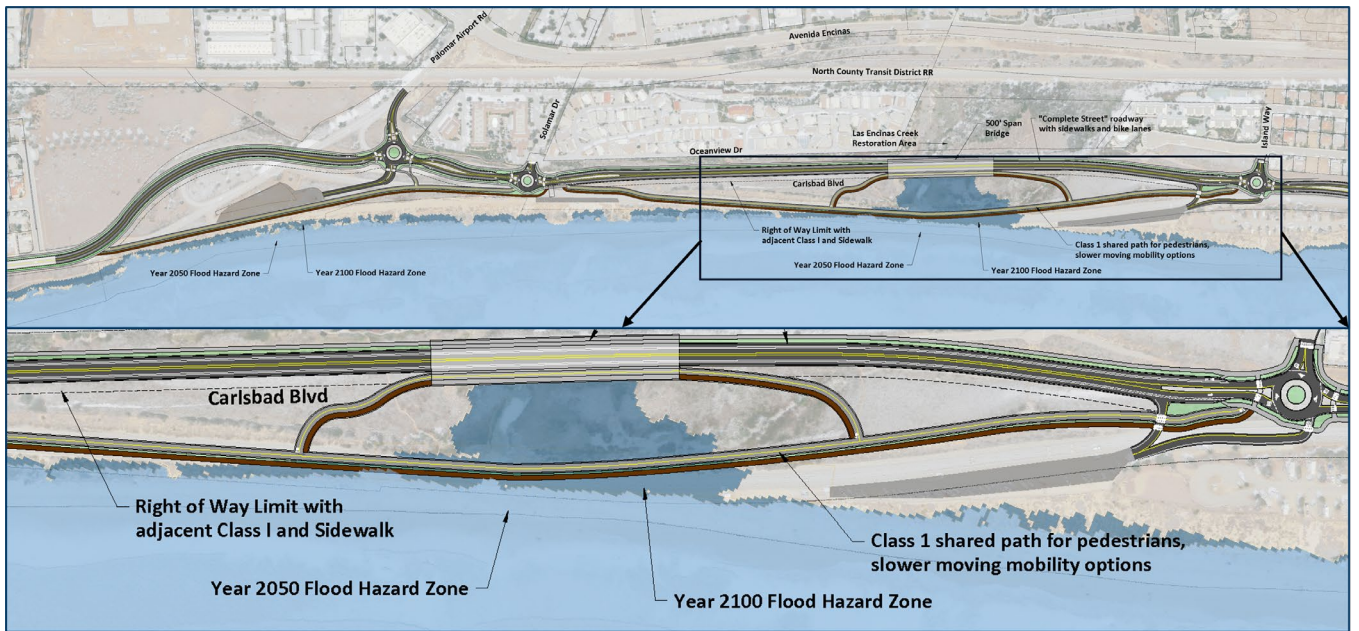 Palomar Airport Rd
Avenida Encinas
North County Transit District RR
Solamar Dr
Oceanview Dr
Las Encinas Creek
Restoration Area
500' Span
Bridge
"Complete Street" roadway
with sidewalks and bike lanes
Island Way
Carlsbad Blvd
Right of Way Limit with
adjacent Class I and Sidewalk
Class 1 shared path for pedestrians,
slower moving mobility options
Year 2050 Flood Hazard Zone
Year 2100 Flood Hazard Zone
Year 2050 Flood Hazard Zone
Year 2100 Flood Hazard Zone
Carlsbad Blvd
Right of Way Limit with
adjacent Class I and Sidewalk
Class 1 shared path for pedestrians,
slower moving mobility options
Year 2050 Flood Hazard Zone
Year 2100 Flood Hazard Zone